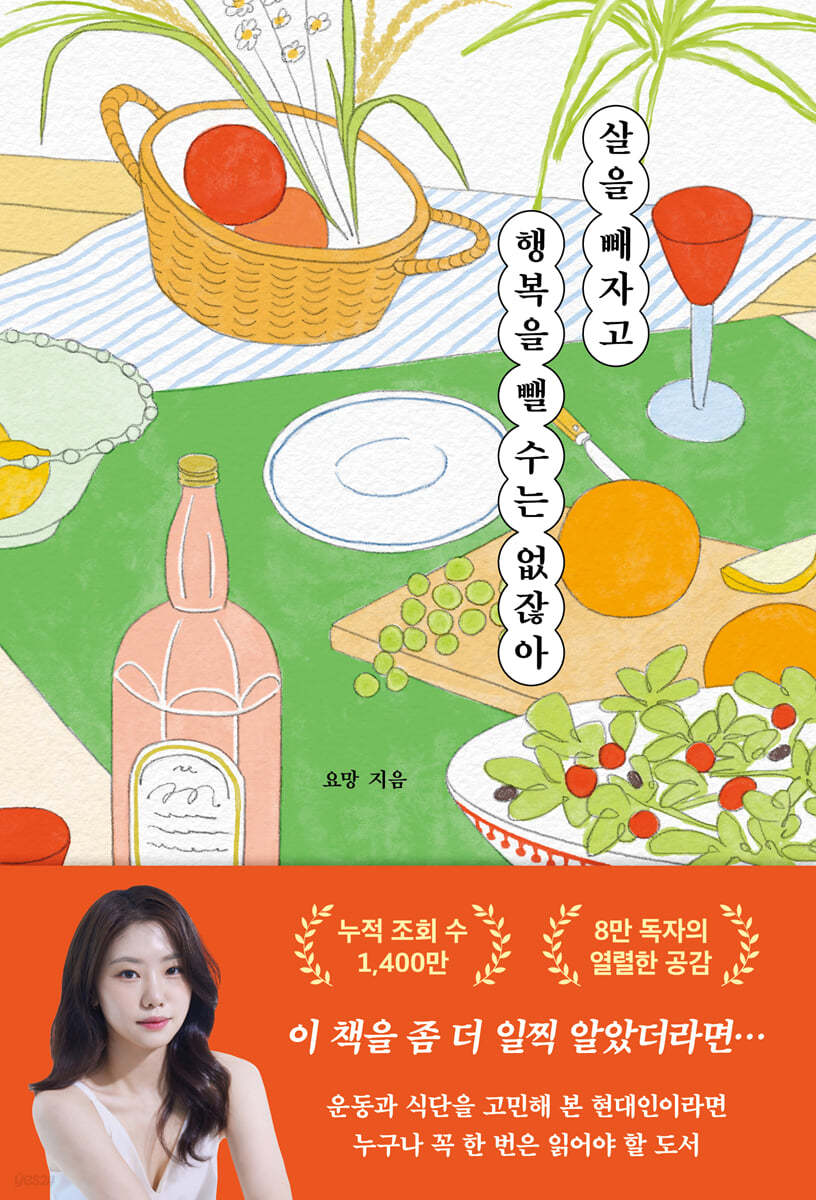 살을빼자고
행복을뺄수는없잖아
요망 지음
누적 조회 수
1,400만
8만 독자의
열렬한 공감
이 책을 좀 더 일찍 알았더라면…
운동과 식단을 고민해 본 현대인이라면
누구나 꼭 한 번은 읽어야 할 도서
yes24